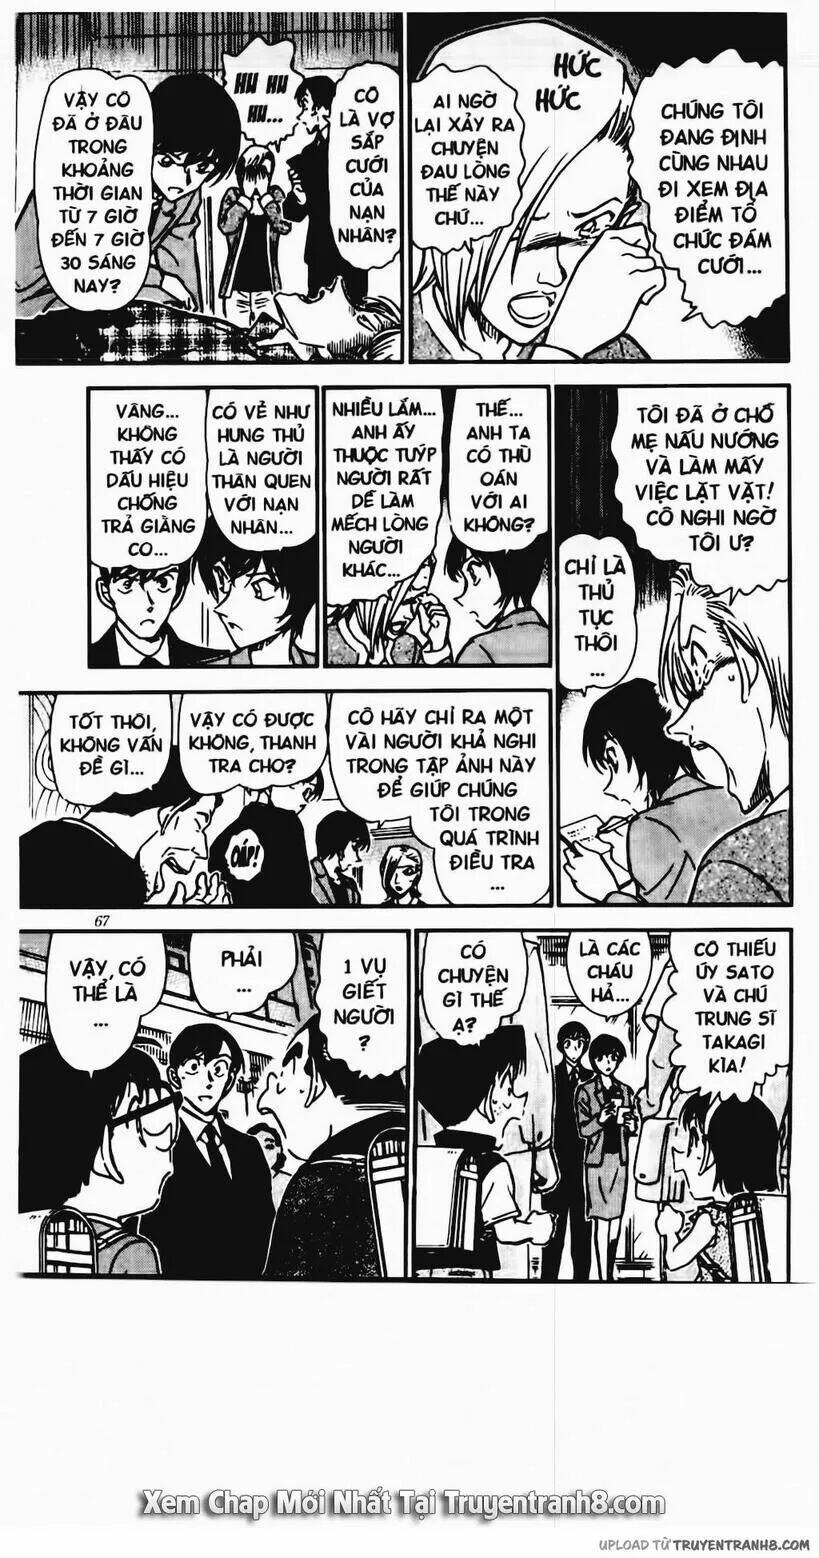 CHÚNG TÔI
ĐANG ĐỊNH
CÙNG NHAU
ĐI XEM ĐỊA
ĐIỂM TỔ
CHỨC ĐÁM
CƯỚI...
HỨC
HỨC
AI NGỜ
LẠI XẢY RA
CHUYỆN
ĐAU LÒNG
THẾ NÀY
CHỨ...
CÔ
LÀ VỢ
SẮP
CƯỚI
CỦA
NẠN
NHÂN?
HU HU
HU...
VẬY CÔ
ĐÃ Ở ĐÂU
TRONG
KHOẢNG
THỜI GIAN
TỪ 7 GIỜ
ĐẾN 7 GIỜ
30 SÁNG
NAY?
TÔI ĐÃ Ở CHỖ
MẸ NẤU NƯỚNG
VÀ LÀM MẤY
VIỆC LẶT VẶT!
CÔ NGHI NGỜ
TÔI Ư?
CHỈ LÀ
THỦ
TỤC
THÔI
...
THẾ...
ANH TA
CÓ THÙ
OÁN
VỚI AI
KHÔNG?
NHIỀU LẮM...
ANH ẤY
THUỘC TUÝP
NGƯỜI RẤT
DỄ LÀM
MẾCH LÒNG
NGƯỜI
KHÁC...
CÓ VẺ NHƯ
HUNG THỦ
LÀ NGƯỜI
THÂN QUEN
VỚI NẠN
NHÂN...
VÂNG...
KHÔNG
THẤY CÓ
DẤU HIỆU
CHỐNG
TRẢ GIẰNG
CO...
CÔ HÃY CHỈ RA MỘT
VÀI NGƯỜI KHẢ NGHI
TRONG TẬP ẢNH NÀY
ĐỂ GIÚP CHÚNG
TÔI TRONG
QUÁ TRÌNH
ĐIỀU TRA
...
VẬY CÓ ĐƯỢC
KHÔNG, THANH
TRA CHO?
TỐT THÔI,
KHÔNG VẤN
ĐỀ GÌ...
OÁP!
67
CÔ THIẾU
ÚY SATO
VÀ CHÚ
TRUNG SĨ
TAKAGI
KÌA!
LÀ CÁC
CHÁU
HẢ...
CÓ
CHUYỆN
GÌ THẾ
Ạ?
1 VỤ
GIẾT
NGƯỜI
?
PHẢI
...
VẬY, CÓ
THỂ LÀ
...
Xem Chap Mới Nhất Tại Truyentranh8.com
UPLOAD TỪ TRUYENTRANH8.COM